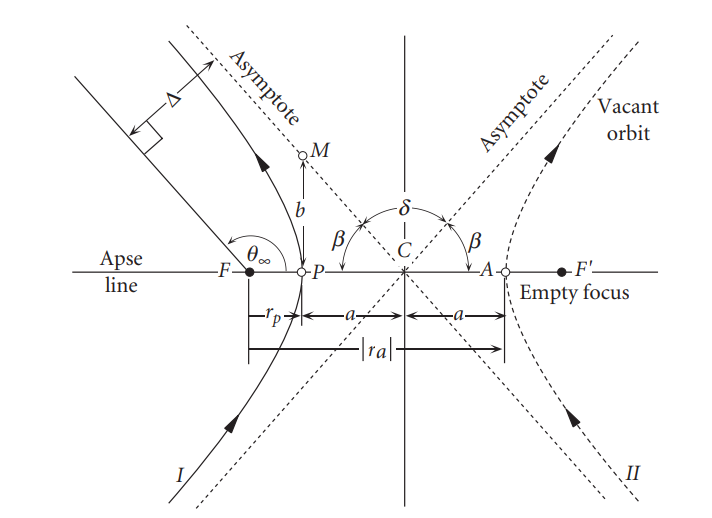 Asymptote
Asymptote
Δ
Vacant
orbit
M
b
δ
β
β
C
θ∞
Apse
line
F
P
A
F'
Empty focus
rp
a
a
|ra|
I
II